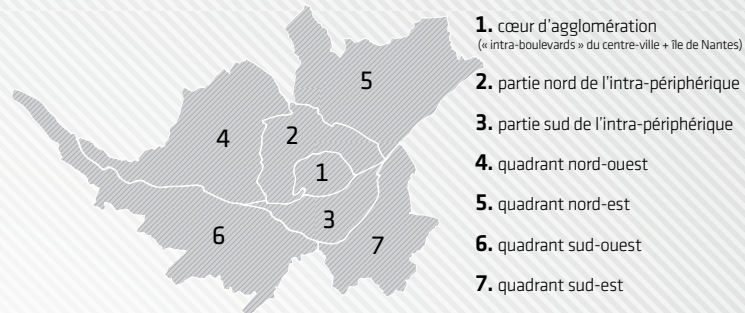 1. cœur d'agglomération
(« intra-boulevards » du centre-ville + île de Nantes)
2. partie nord de l'intra-périphérique
3. partie sud de l'intra-périphérique
4. quadrant nord-ouest
5. quadrant nord-est
6. quadrant sud-ouest
7. quadrant sud-est
5
4
2
1
3
6
7